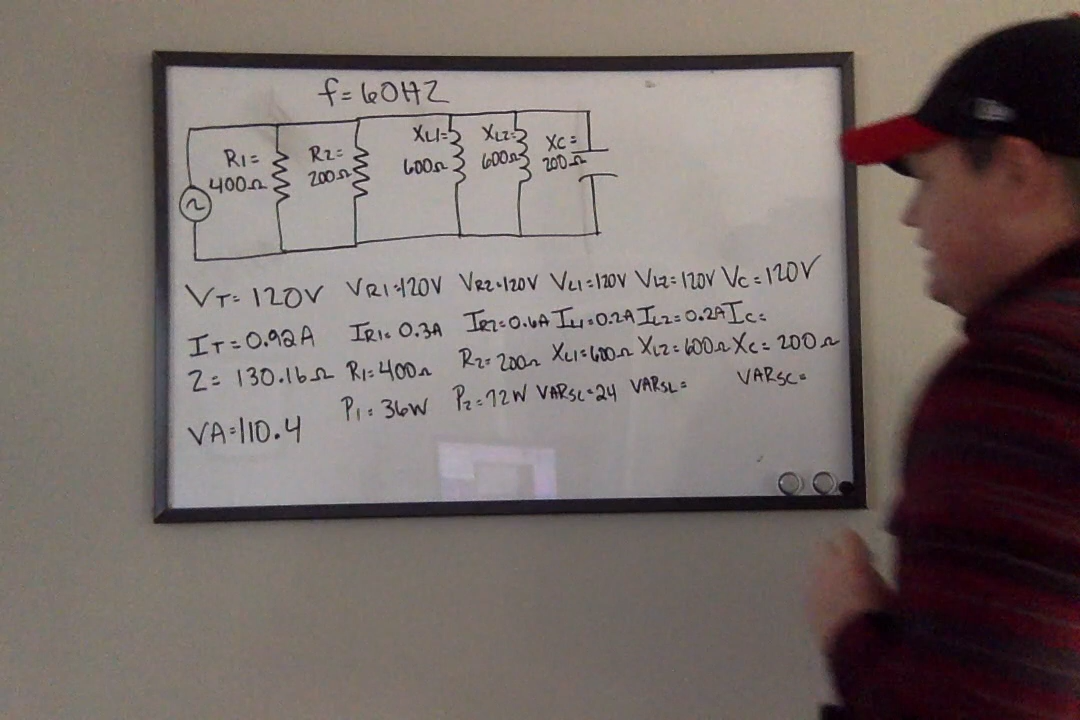 f=60HZ
R1=
400Ω
R2=
200Ω
XL1=
600Ω
XL2=
600Ω
XC=
200Ω
VT=120V VR1=120V VR2=120V VL1=120V VL2=120V VC=120V
IT=0.92A IR1=0.3A IR2=0.6A IL1=0.2A IL2=0.2A IC=
Z=130.16Ω R1=400Ω R2=200Ω XL1=600Ω XL2=600Ω XC=200Ω
VA=110.4 P1=36W P2=72W VARSL=24 VARSL= VARSC=